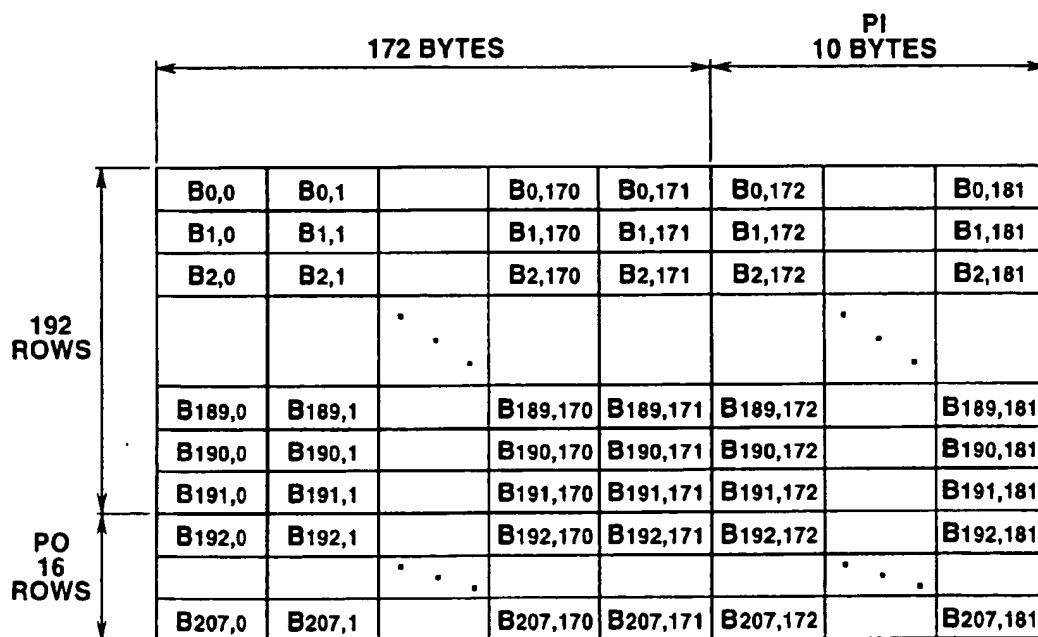 PI
172 BYTES 10 BYTES
B0,0 B0,1 B0,170 B0,171 B0,172 B0,181
B1,0 B1,1 B1,170 B1,171 B1,172 B1,181
B2,0 B2,1 B2,170 B2,171 B2,172 B2,181
192
ROWS
B189,0 B189,1 B189,170 B189,171 B189,172 B189,181
B190,0 B190,1 B190,170 B190,171 B190,172 B190,181
B191,0 B191,1 B191,170 B191,171 B191,172 B191,181
PO
16
ROWS
B192,0 B192,1 B192,170 B192,171 B192,172 B192,181
B207,0 B207,1 B207,170 B207,171 B207,172 B207,181